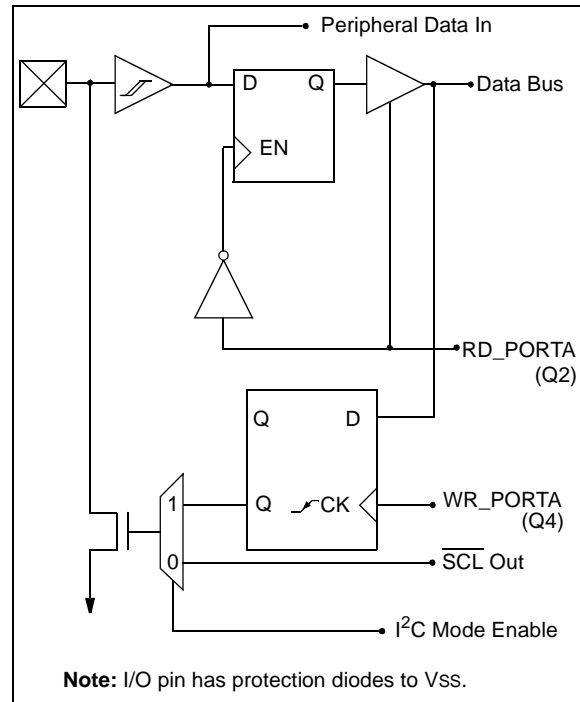 Peripheral Data In
D
Q
Data Bus
EN
RD_PORTA
(Q2)
Q
D
1
Q
CK
WR_PORTA
(Q4)
0
S̅C̅L̅ Out
I²C Mode Enable
Note: I/O pin has protection diodes to VSS.